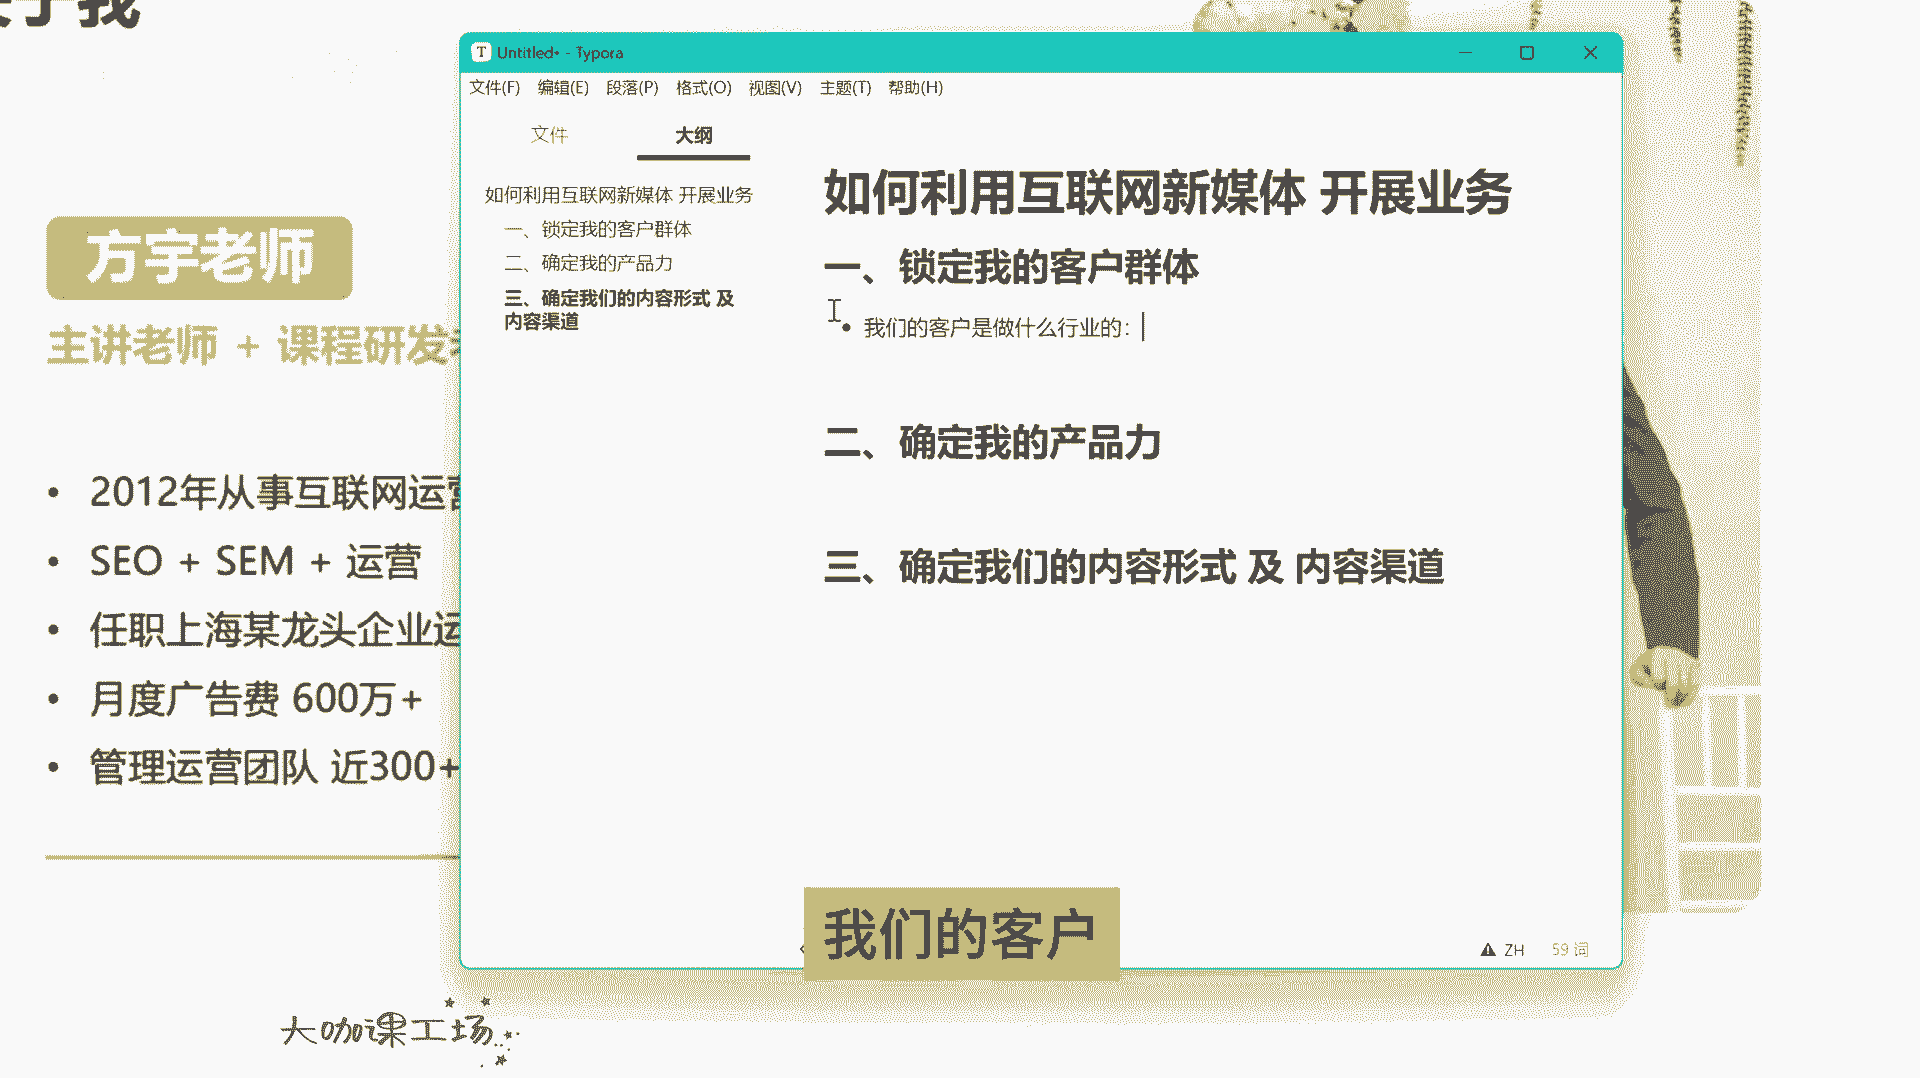 于我
方宇老师
主讲老师 + 课程研发
2012年从事互联网运营
SEO + SEM + 运营
任职上海某龙头企业运
月度广告费 600万+
管理运营团队 近300+
大咖课工场
Untitled• - Typora
文件(F) 编辑(E) 段落(P) 格式(O) 视图(V) 主题(T) 帮助(H)
文件 大纲
如何利用互联网新媒体 开展业务
一、锁定我的客户群体
二、确定我的产品力
三、确定我们的内容形式 及
内容渠道
如何利用互联网新媒体 开展业务
一、锁定我的客户群体
我们的客户是做什么行业的：
二、确定我的产品力
三、确定我们的内容形式 及 内容渠道
ZH 59 词
我们的客户